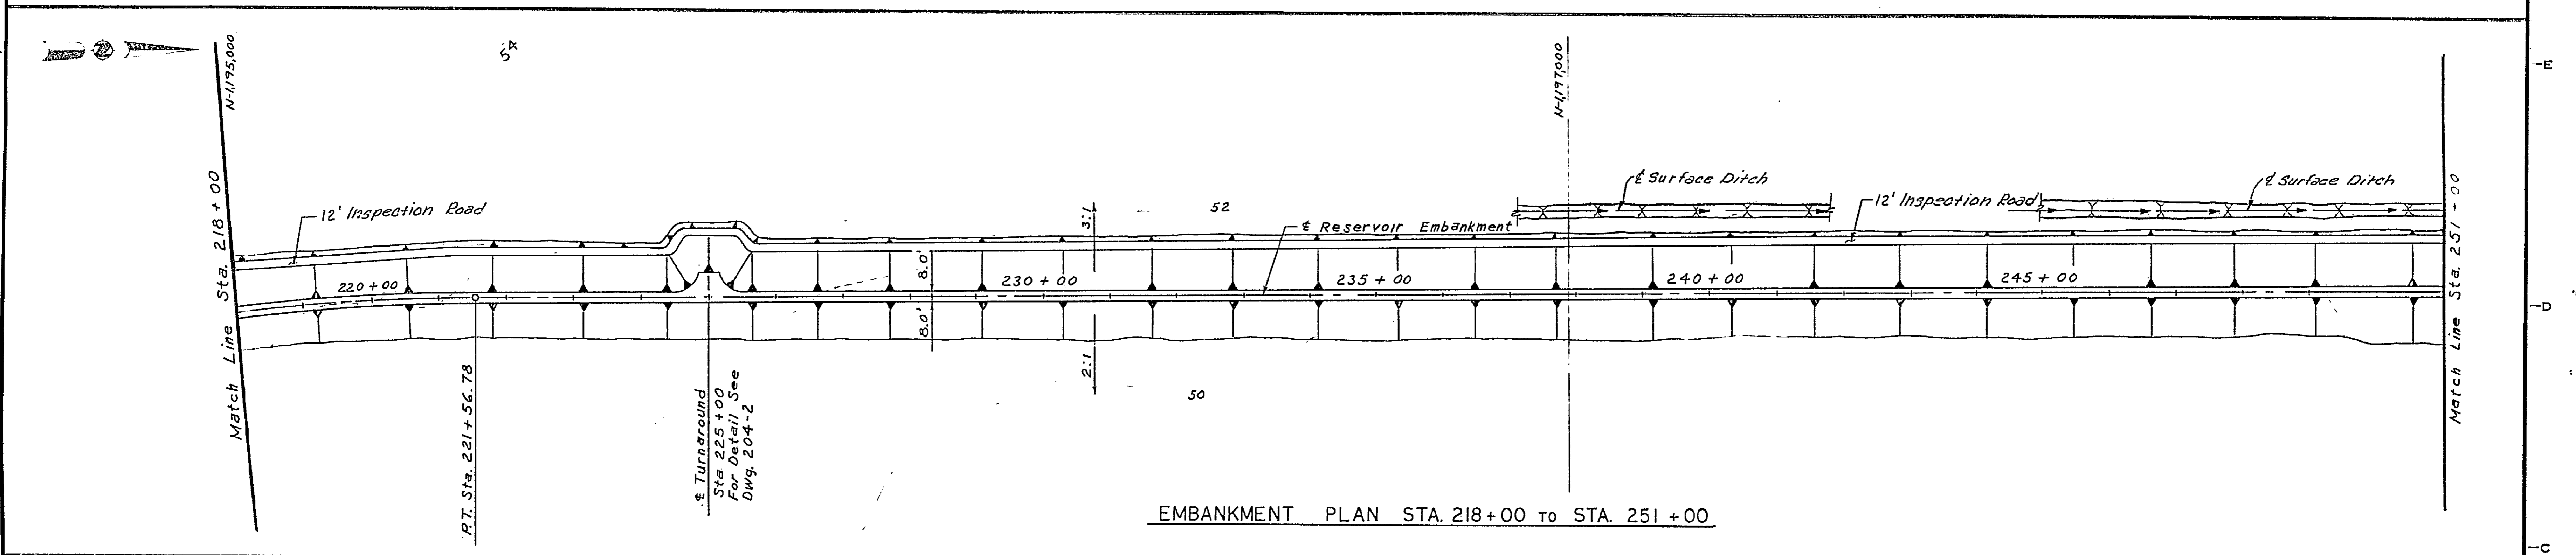 N-1,195,000
54
N-1,197,000
E
Match Line Sta. 218+00
12' Inspection Road
3:1
52
℄ Surface Ditch
12' Inspection Road
℄ Surface Ditch
℄ Reservoir Embankment
220+00
8.0'
230+00
235+00
240+00
245+00
8.0'
D
Match Line Sta. 251+00
P.T. Sta. 221+56.78
℄ Turnaround
Sta 225+00
For Detail See
Dwg. 204-2
2:1
50
EMBANKMENT PLAN STA. 218+00 TO STA. 251+00
C